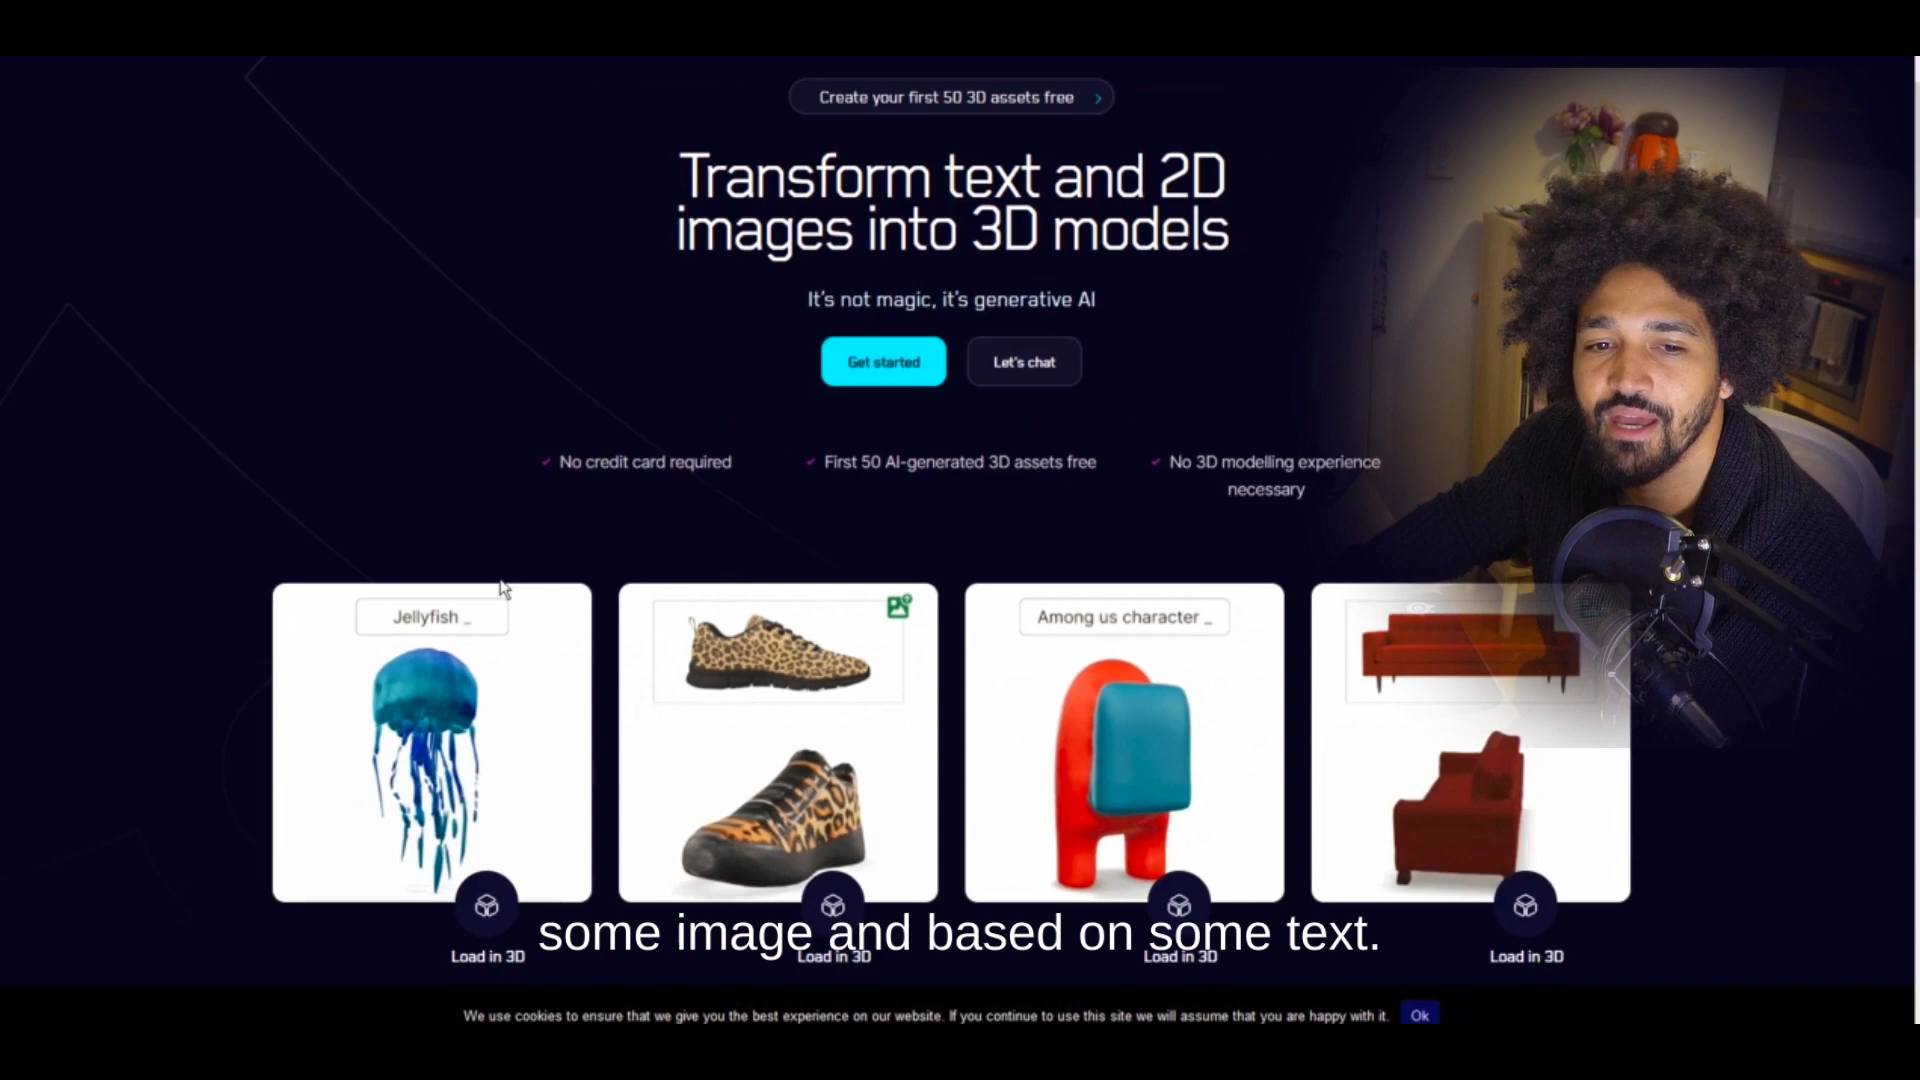 Create your first 50 3D assets free
Transform text and 2D
images into 3D models
It's not magic, it's generative AI
Get started
Let's chat
No credit card required
First 50 AI-generated 3D assets free
No 3D modelling experience
necessary
Jellyfish _
Among us character _
some image and based on some text.
Load in 3D
Load in 3D
Load in 3D
Load in 3D
We use cookies to ensure that we give you the best experience on our website. If you continue to use this site we will assume that you are happy with it.
Ok